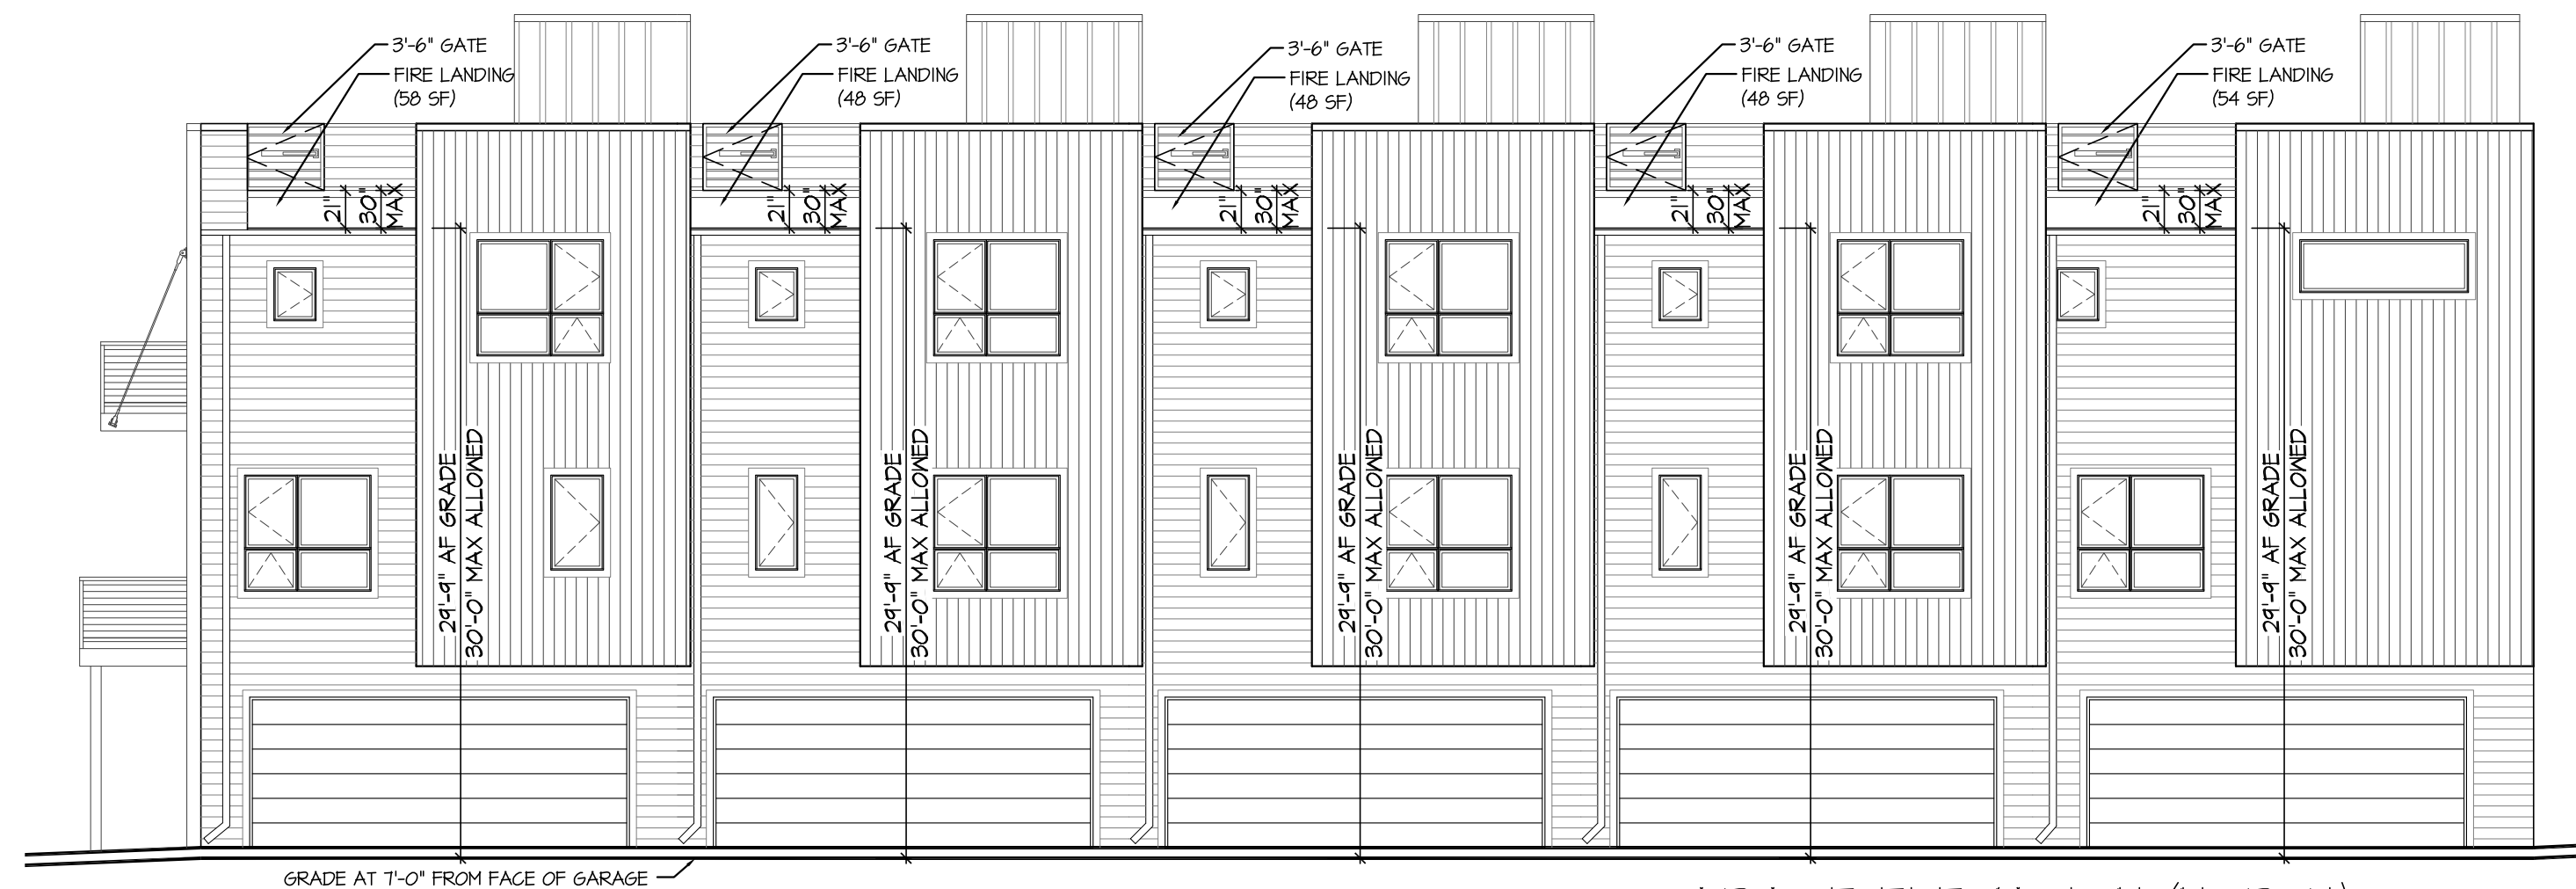 3'-6" GATE
FIRE LANDING
(58 SF)
3'-6" GATE
FIRE LANDING
(48 SF)
3'-6" GATE
FIRE LANDING
(48 SF)
3'-6" GATE
FIRE LANDING
(48 SF)
3'-6" GATE
FIRE LANDING
(54 SF)
21"
30"
MAX
21"
30"
MAX
21"
30"
MAX
21"
30"
MAX
21"
30"
MAX
29'-9" AF GRADE
30'-0" MAX ALLOWED
29'-9" AF GRADE
30'-0" MAX ALLOWED
29'-9" AF GRADE
30'-0" MAX ALLOWED
29'-9" AF GRADE
30'-0" MAX ALLOWED
29'-9" AF GRADE
30'-0" MAX ALLOWED
GRADE AT 7'-0" FROM FACE OF GARAGE